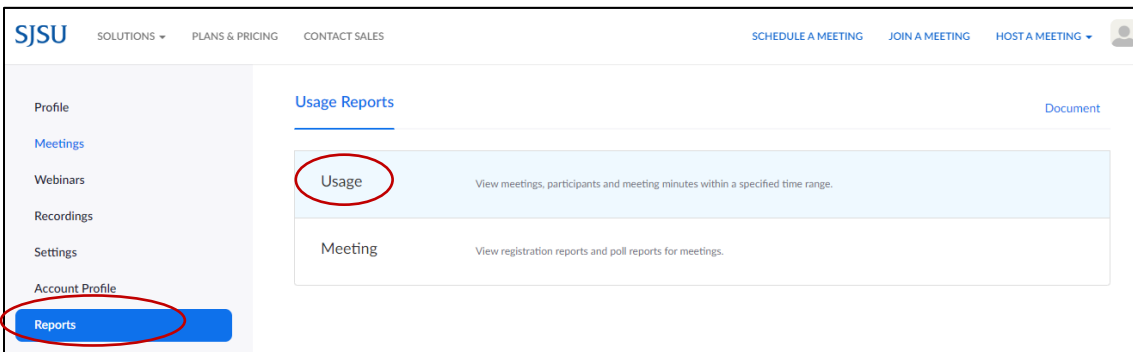 SJSU SOLUTIONS PLANS & PRICING CONTACT SALES SCHEDULE A MEETING JOIN A MEETING HOST A MEETING
Profile
Meetings
Webinars
Recordings
Settings
Account Profile
Reports
Usage Reports
Document
Usage View meetings, participants and meeting minutes within a specified time range.
Meeting View registration reports and poll reports for meetings.